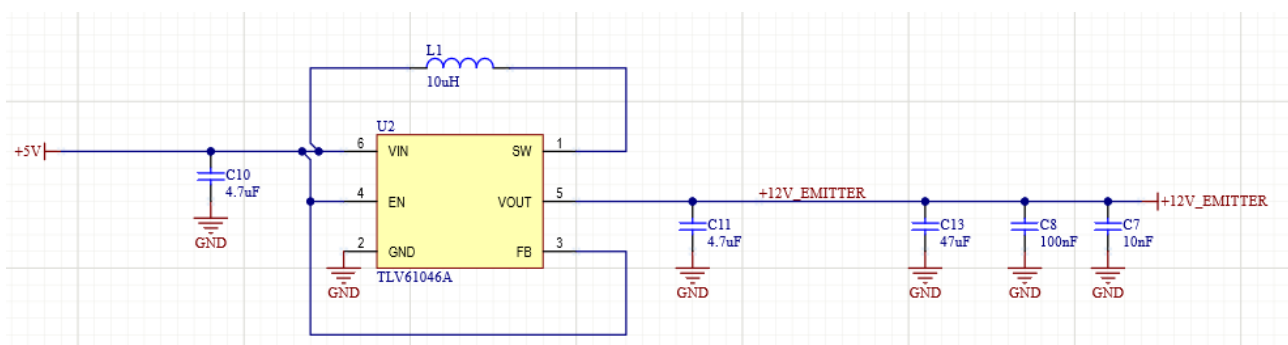 L1
10uH
U2
+5V
6
VIN
SW
1
C10
4.7uF
4
EN
VOUT
5
+12V_EMITTER
+12V_EMITTER
C11
4.7uF
C13
47uF
C8
100nF
C7
10nF
GND
2
GND
FB
3
TLV61046A
GND
GND
GND
GND
GND